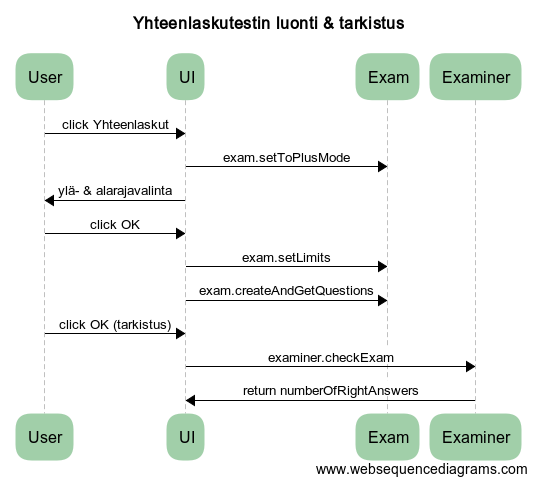 Yhteenlaskutestin luonti & tarkistus
User UI Exam Examiner
click Yhteenlaskut
exam.setToPlusMode
ylä- & alarajavalinta
click OK
exam.setLimits
exam.createAndGetQuestions
click OK (tarkistus)
examiner.checkExam
return numberOfRightAnswers
User UI Exam Examiner
www.websequencediagrams.com